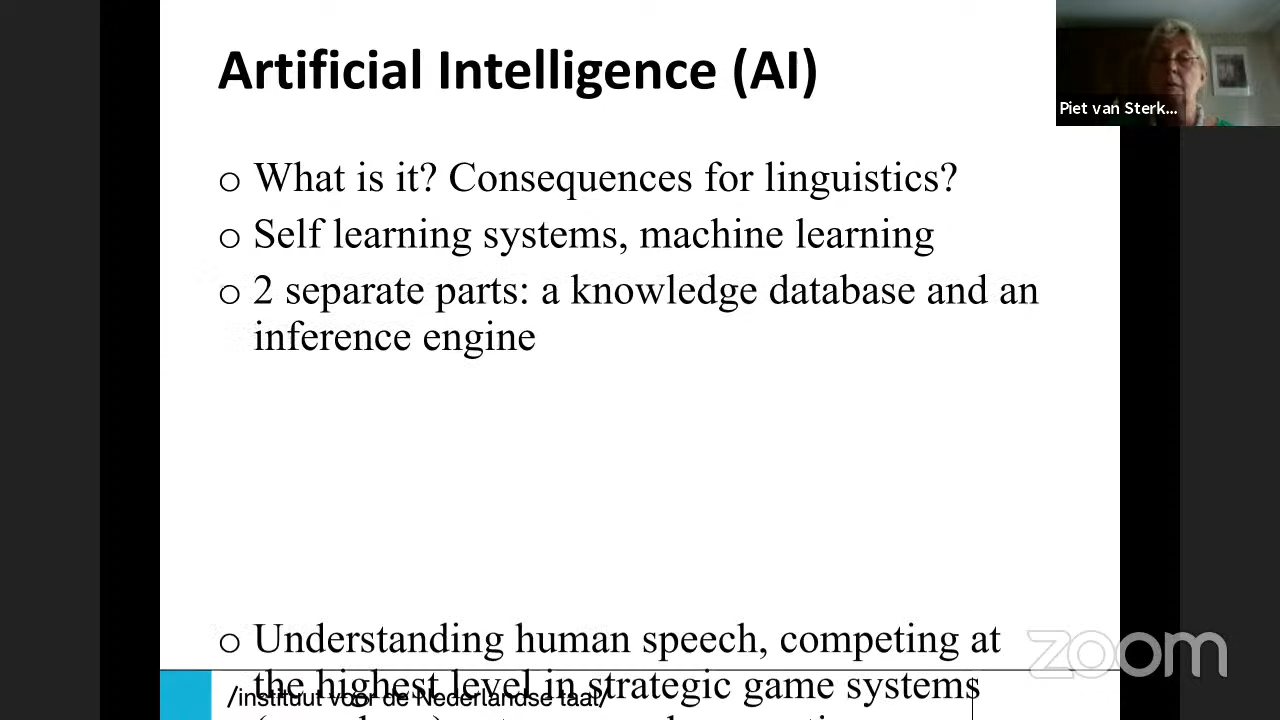 Artificial Intelligence (AI)
Piet van Sterk...
o What is it? Consequences for linguistics?
o Self learning systems, machine learning
o 2 separate parts: a knowledge database and an
inference engine
o Understanding human speech, competing at
zoom
the highest level in strategic game systems
/instituut voor de Nederlandse taal/